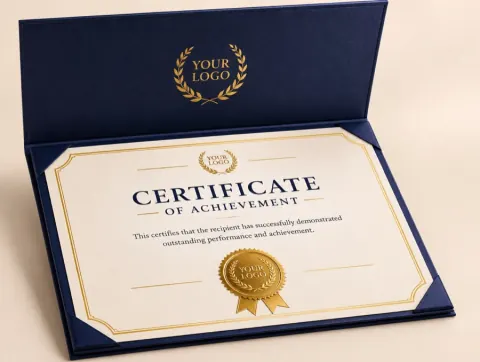 YOUR
LOGO
YOUR
LOGO
CERTIFICATE
OF ACHIEVEMENT
This certifies that the recipient has successfully demonstrated
outstanding performance and achievement.
YOUR
LOGO